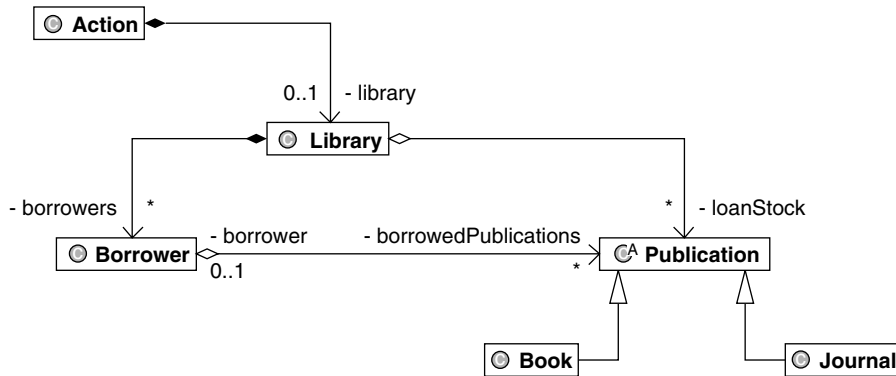 C Action
0..1 - library
C Library
- borrowers *
* - loanStock
- borrower
- borrowedPublications
C Borrower
0..1
*
C A Publication
C Book
C Journal